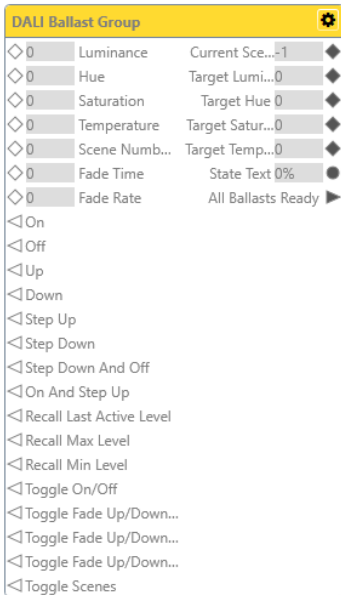 DALI Ballast Group
0 Luminance Current Sce... -1
0 Hue Target Lumi... 0
0 Saturation Target Hue 0
0 Temperature Target Satur... 0
0 Scene Numb... Target Temp... 0
0 Fade Time State Text 0%
0 Fade Rate All Ballasts Ready
On
Off
Up
Down
Step Up
Step Down
Step Down And Off
On And Step Up
Recall Last Active Level
Recall Max Level
Recall Min Level
Toggle On/Off
Toggle Fade Up/Down...
Toggle Fade Up/Down...
Toggle Fade Up/Down...
Toggle Scenes